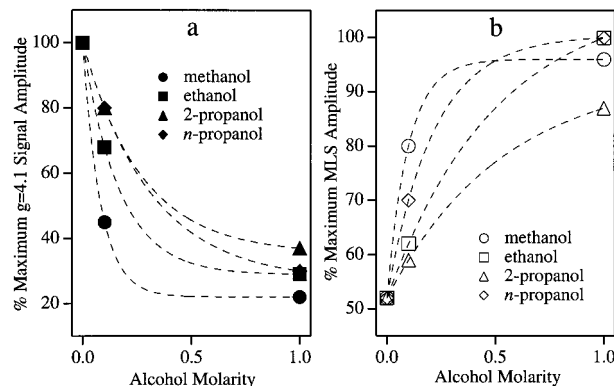 a
% Maximum g=4.1 Signal Amplitude
100
80
60
40
20
methanol
ethanol
2-propanol
n-propanol
0.0
0.5
1.0
Alcohol Molarity
b
% Maximum MLS Amplitude
100
90
80
70
60
50
methanol
ethanol
2-propanol
n-propanol
0.0
0.5
1.0
Alcohol Molarity